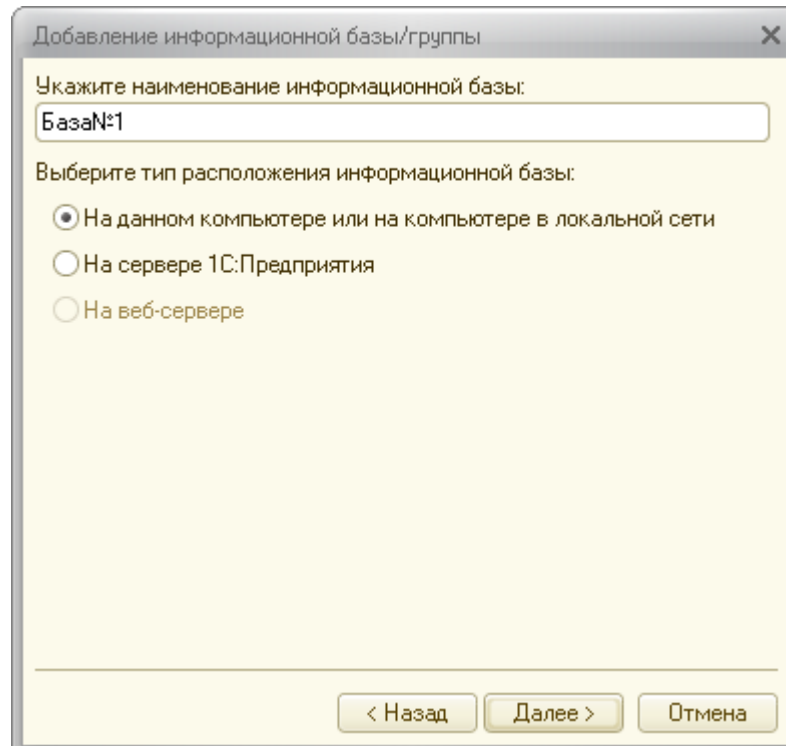 Добавление информационной базы/группы
Укажите наименование информационной базы:
База№1
Выберите тип расположения информационной базы:
На данном компьютере или на компьютере в локальной сети
На сервере 1С:Предприятия
На веб-сервере
< Назад Далее > Отмена